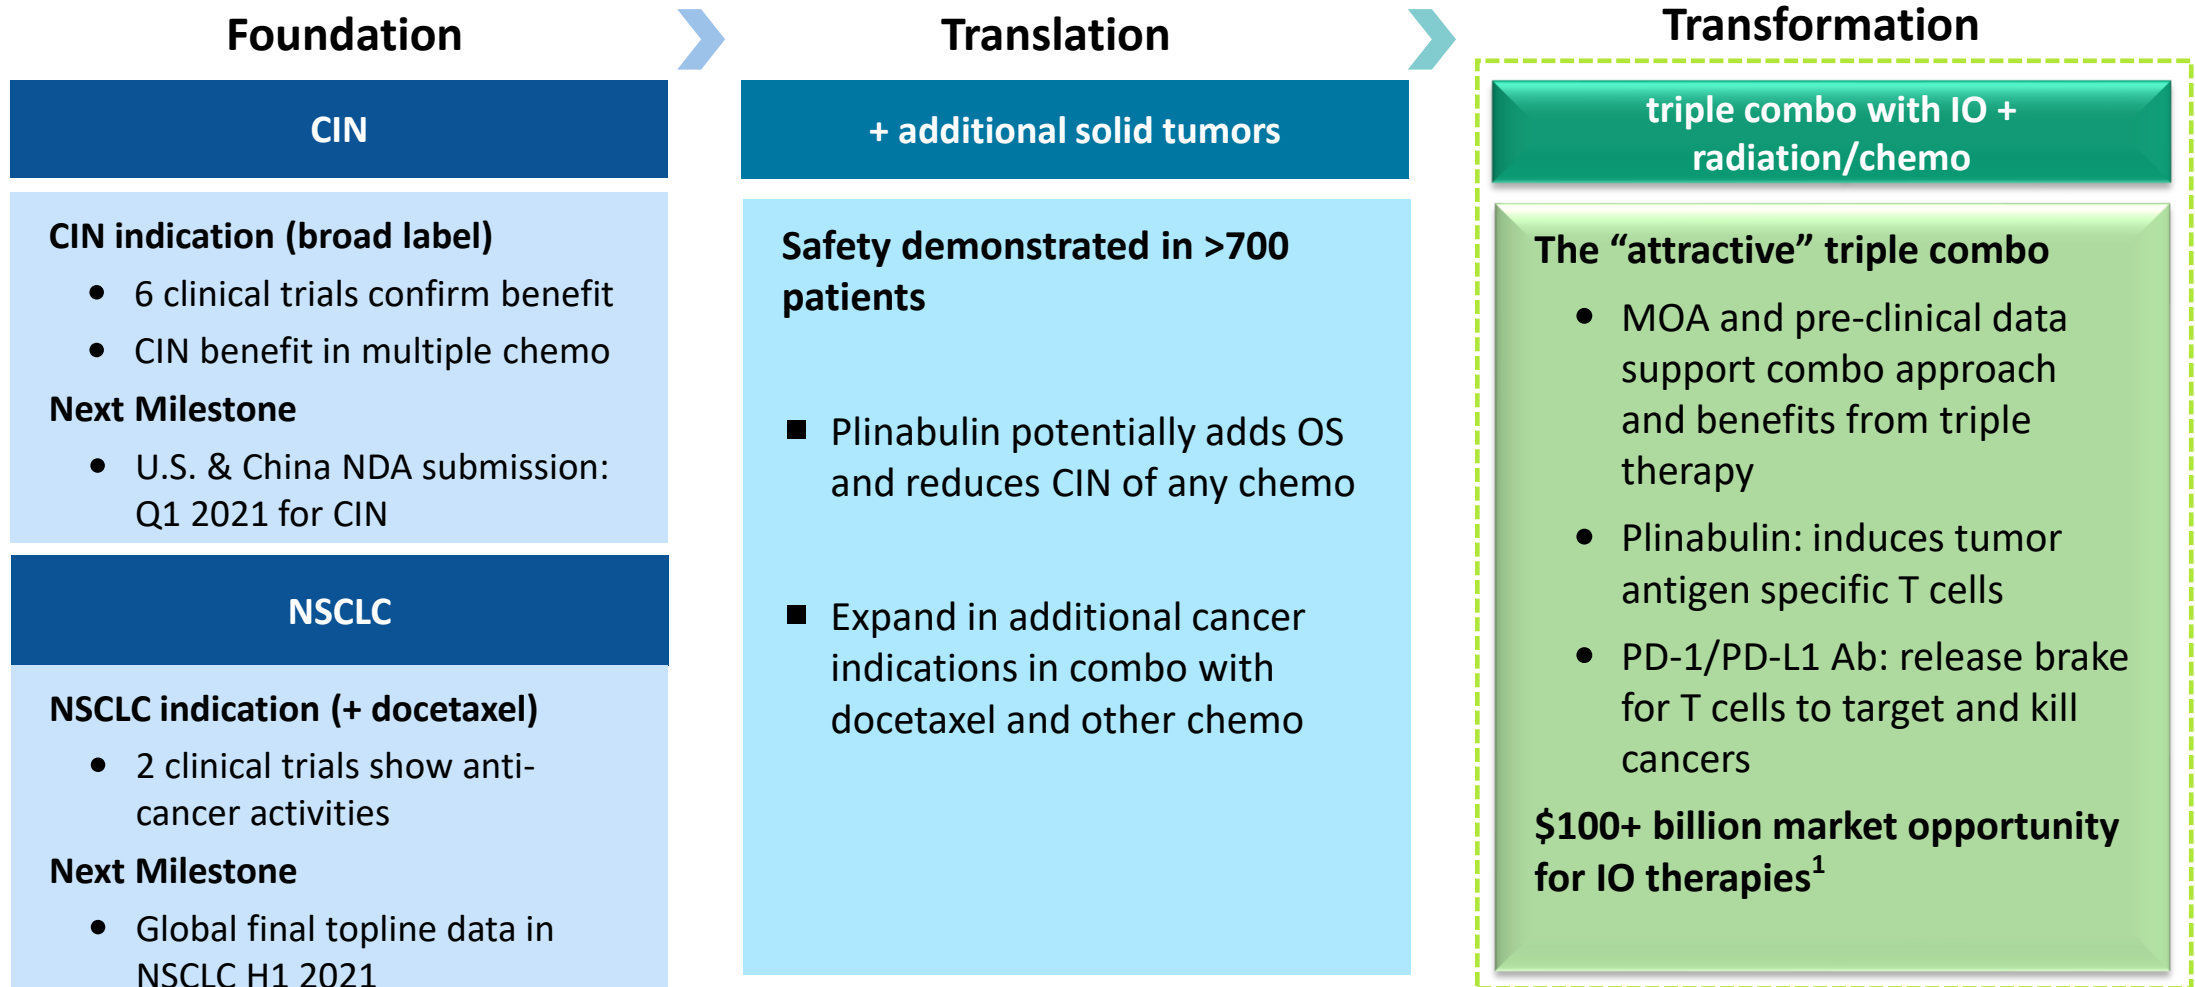 Foundation
CIN
CIN indication (broad label)
● 6 clinical trials confirm benefit
● CIN benefit in multiple chemo
Next Milestone
● U.S. & China NDA submission:
Q1 2021 for CIN
NSCLC
NSCLC indication (+ docetaxel)
● 2 clinical trials show anti-
cancer activities
Next Milestone
● Global final topline data in
NSCLC H1 2021
Translation
+ additional solid tumors
Safety demonstrated in >700
patients
■ Plinabulin potentially adds OS
and reduces CIN of any chemo
■ Expand in additional cancer
indications in combo with
docetaxel and other chemo
Transformation
triple combo with IO +
radiation/chemo
The “attractive” triple combo
● MOA and pre-clinical data
support combo approach
and benefits from triple
therapy
● Plinabulin: induces tumor
antigen specific T cells
● PD-1/PD-L1 Ab: release brake
for T cells to target and kill
cancers
$100+ billion market opportunity
for IO therapies¹